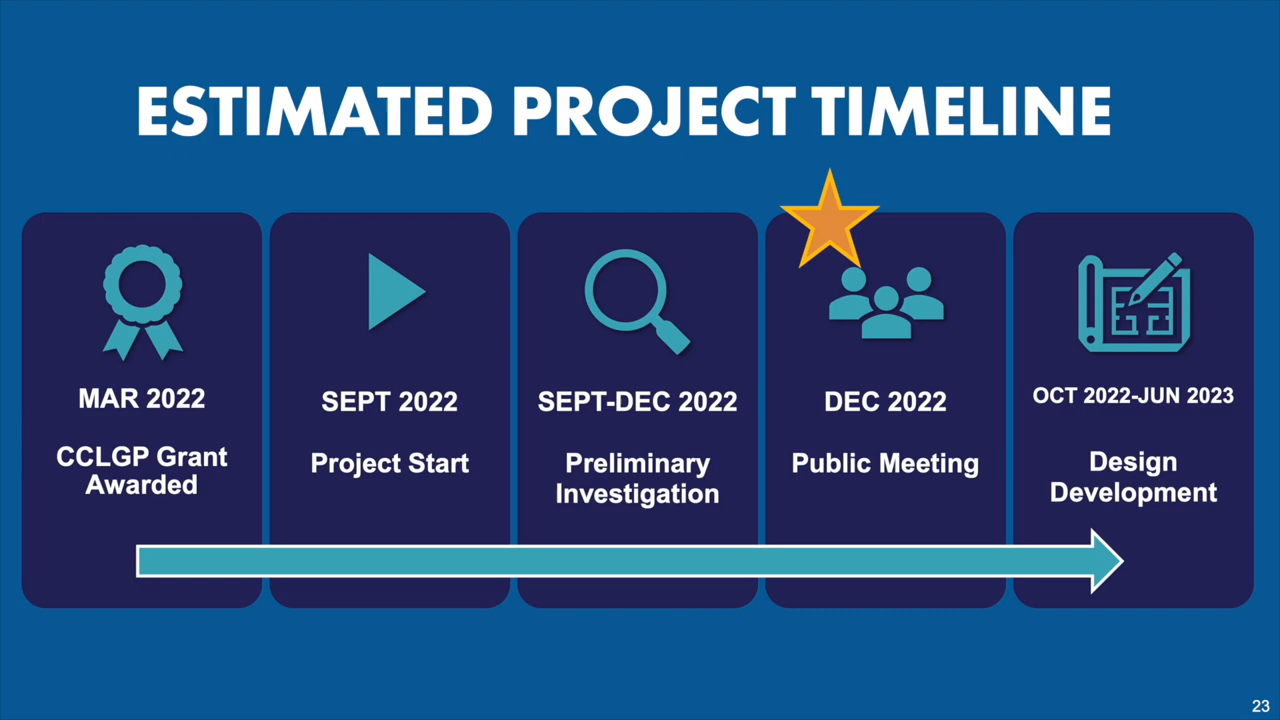 ESTIMATED PROJECT TIMELINE
MAR 2022
CCLGP Grant
Awarded
SEPT 2022
Project Start
SEPT-DEC 2022
Preliminary
Investigation
DEC 2022
Public Meeting
OCT 2022-JUN 2023
Design
Development
23